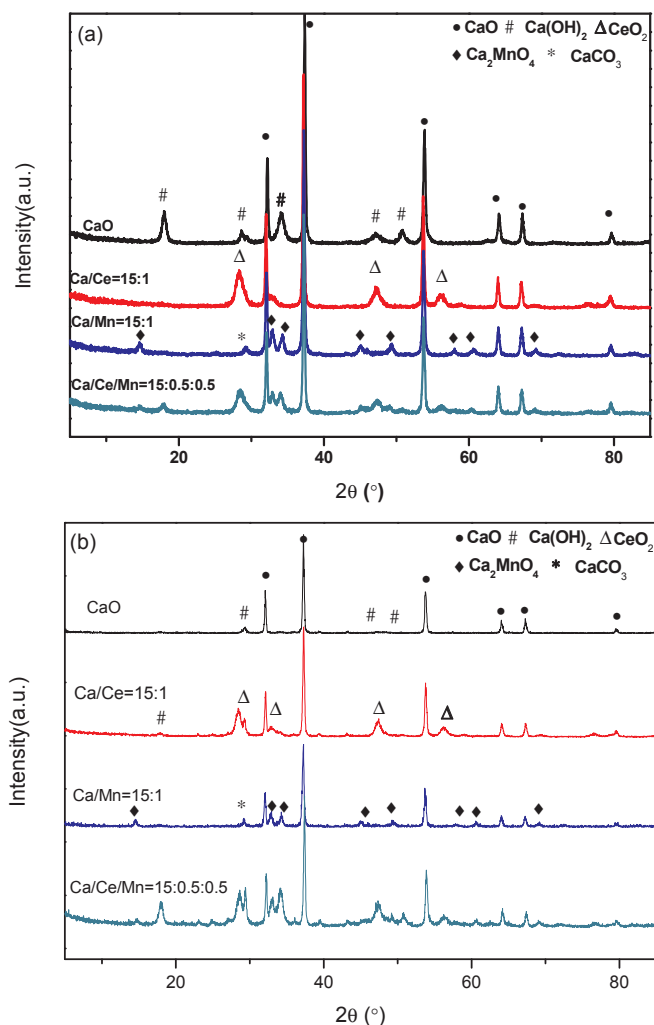 (a)
● CaO # Ca(OH)₂ Δ CeO₂
◆ Ca₂MnO₄ * CaCO₃
Intensity(a.u.)
● ● ● ● ● ●
# # # # #
CaO
Δ Δ Δ
Ca/Ce=15:1
Ca/Mn=15:1
◆ * ◆ ◆ ◆ ◆ ◆ ◆ ◆
Ca/Ce/Mn=15:0.5:0.5
20 40 60 80
2θ (°)
(b)
● CaO # Ca(OH)₂ Δ CeO₂
◆ Ca₂MnO₄ * CaCO₃
Intensity(a.u.)
● ● ● ● ● ●
CaO
# # #
Ca/Ce=15:1
# Δ Δ Δ Δ
Ca/Mn=15:1
◆ * ◆ ◆ ◆ ◆ ◆ ◆ ◆
Ca/Ce/Mn=15:0.5:0.5
20 40 60 80
2θ (°)